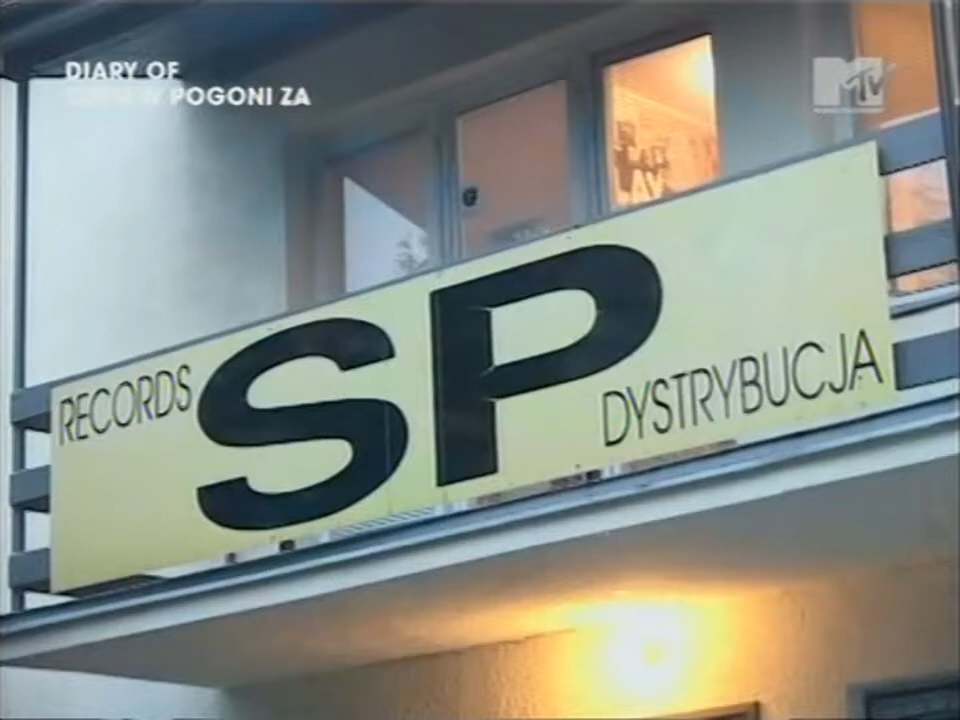 DIARY OF
POGONI ZA
MTV
RECORDS
SP
DYSTRYBUCJA